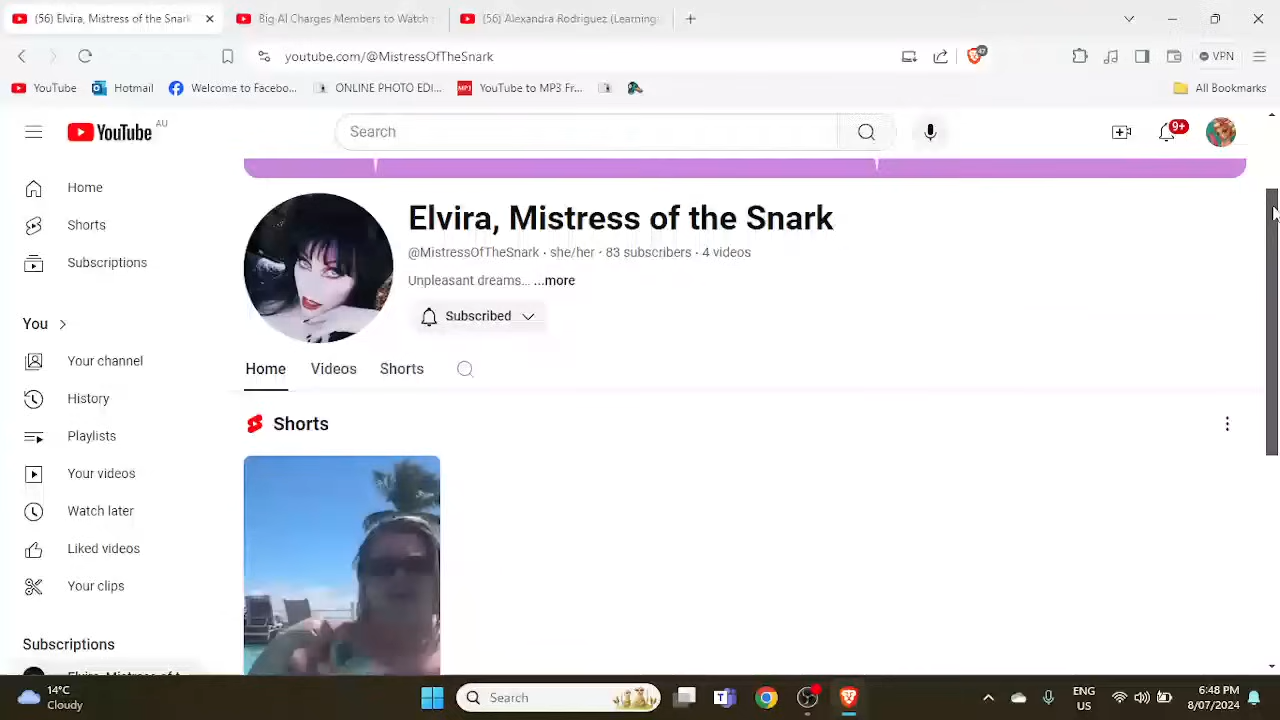 (56) Elvira, Mistress of the Snark
Big Al Charges Members to Watch
(56) Alexandra Rodriguez (Learning
youtube.com/@MistressOfTheSnark
47
VPN
YouTube
Hotmail
Welcome to Facebo...
ONLINE PHOTO EDI...
MP3
YouTube to MP3 Fr...
All Bookmarks
YouTube AU
Search
9+
Home
Shorts
Subscriptions
You
Your channel
History
Playlists
Your videos
Watch later
Liked videos
Your clips
Subscriptions
Elvira, Mistress of the Snark
@MistressOfTheSnark · she/her · 83 subscribers · 4 videos
Unpleasant dreams... ...more
Subscribed
Home Videos Shorts
Shorts
14°C
Cloudy
Search
ENG
US
6:48 PM
8/07/2024